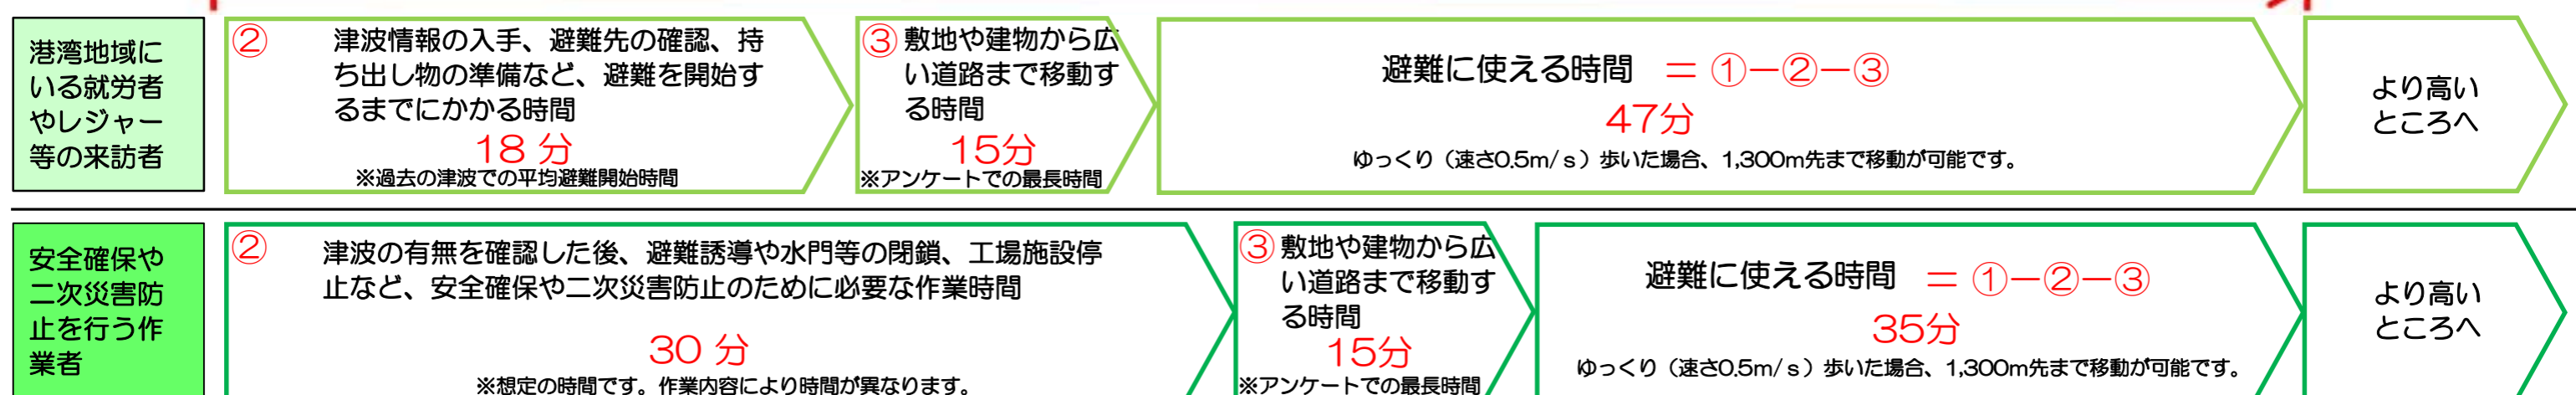 港湾地域に
いる就労者
やレジャー
等の来訪者
②
津波情報の入手、避難先の確認、持
ち出し物の準備など、避難を開始す
るまでにかかる時間
18 分
※過去の津波での平均避難開始時間
③ 敷地や建物から広
い道路まで移動す
る時間
15分
※アンケートでの最長時間
避難に使える時間 = ①−②−③
47分
ゆっくり（速さ0.5m/s）歩いた場合、1,300m先まで移動が可能です。
より高い
ところへ
安全確保や
二次災害防
止を行う作
業者
②
津波の有無を確認した後、避難誘導や水門等の閉鎖、工場施設停
止など、安全確保や二次災害防止のために必要な作業時間
30 分
※想定の時間です。作業内容により時間が異なります。
③ 敷地や建物から広
い道路まで移動す
る時間
15分
※アンケートでの最長時間
避難に使える時間 = ①−②−③
35分
ゆっくり（速さ0.5m/s）歩いた場合、1,300m先まで移動が可能です。
より高い
ところへ